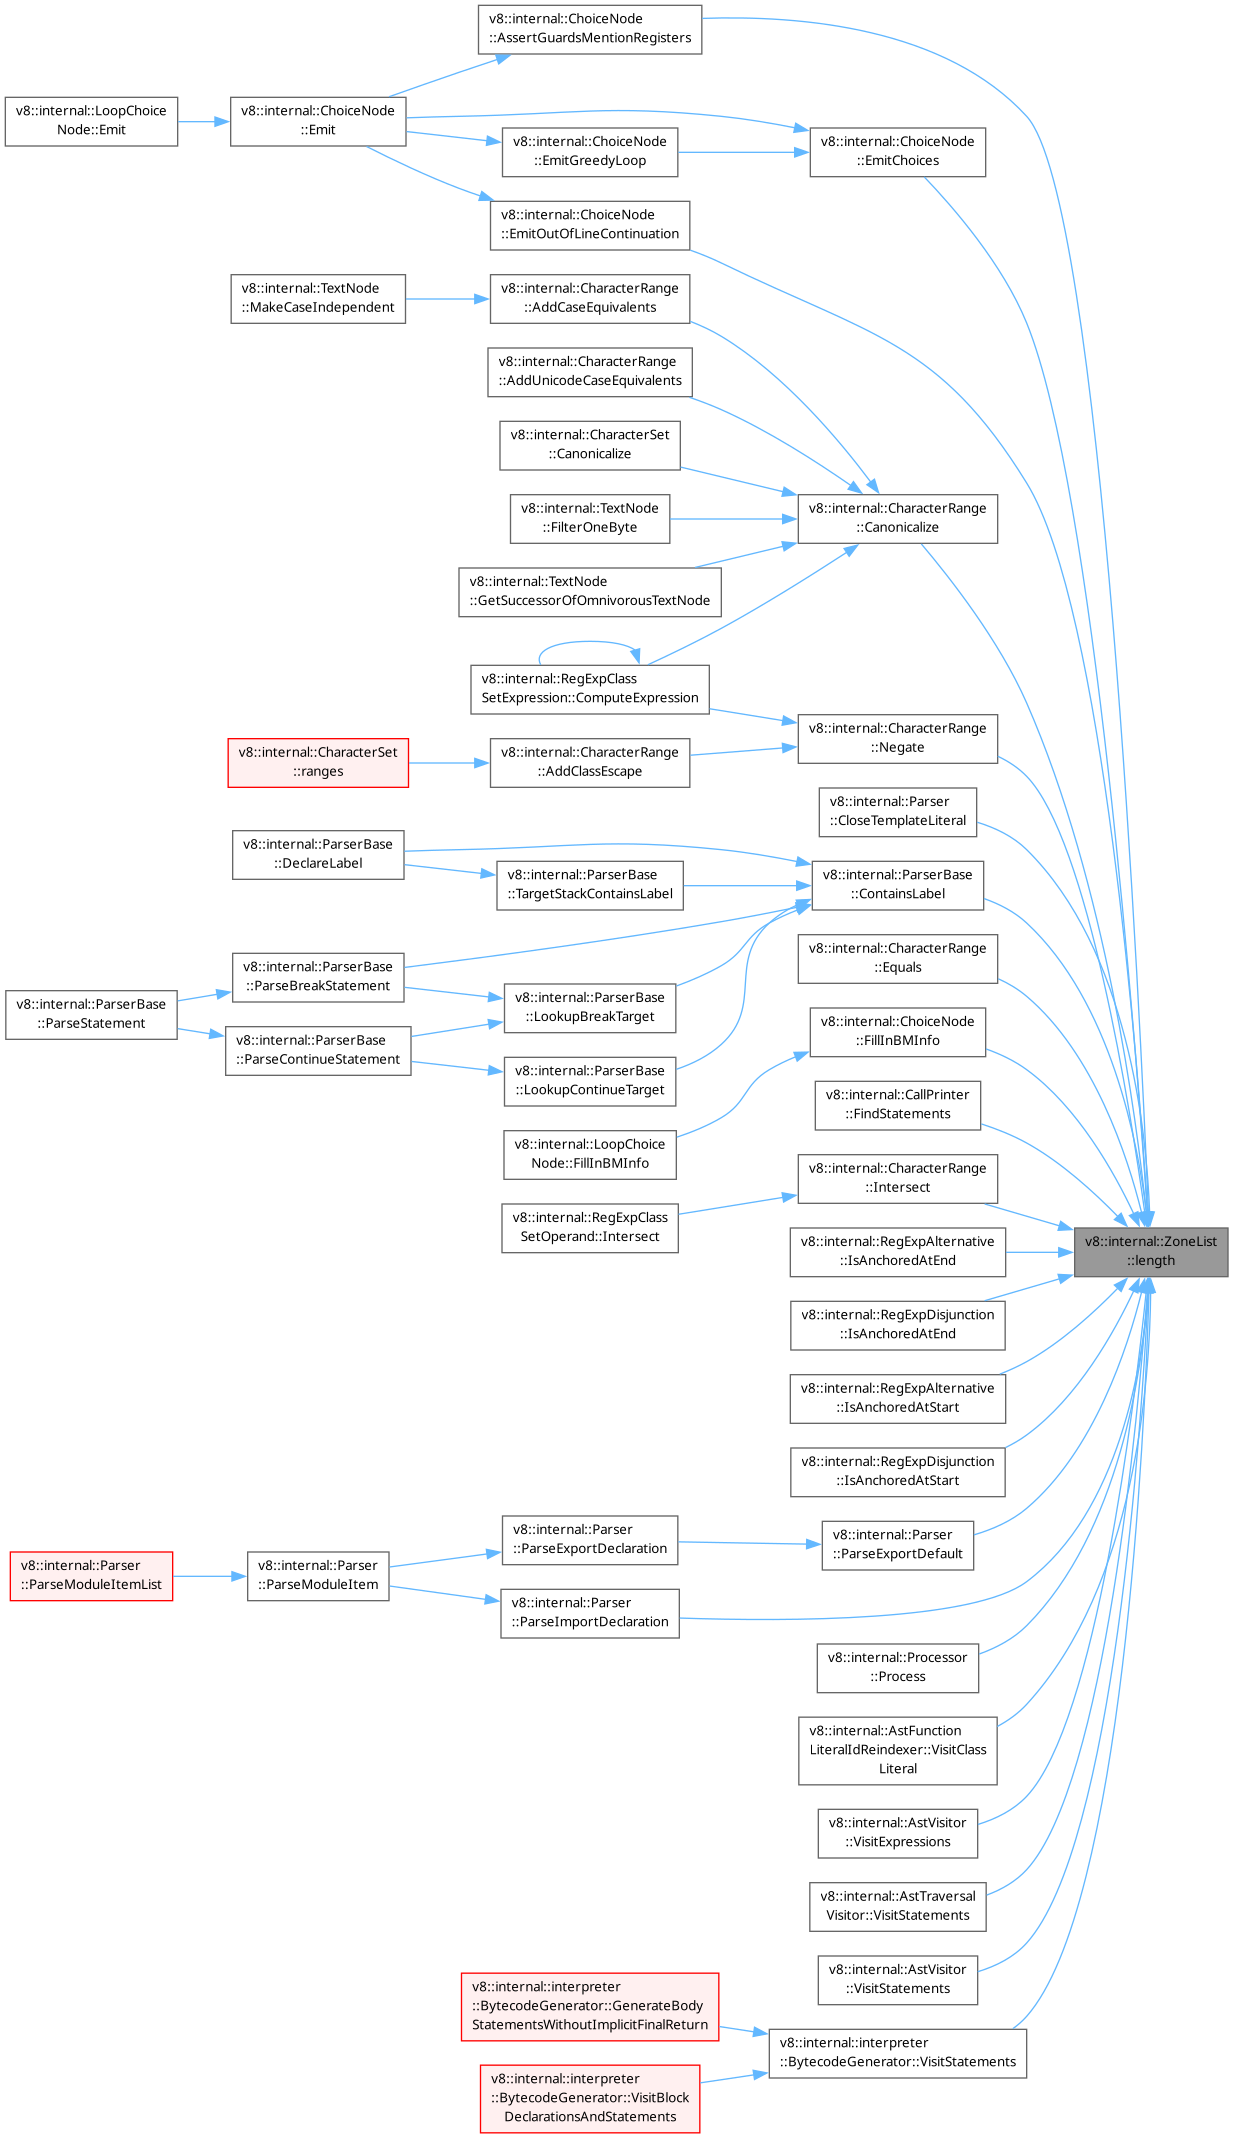 v8::internal::ChoiceNode
::AssertGuardsMentionRegisters
v8::internal::LoopChoice
Node::Emit
v8::internal::ChoiceNode
::Emit
v8::internal::ChoiceNode
::EmitGreedyLoop
v8::internal::ChoiceNode
::EmitChoices
v8::internal::ChoiceNode
::EmitOutOfLineContinuation
v8::internal::TextNode
::MakeCaseIndependent
v8::internal::CharacterRange
::AddCaseEquivalents
v8::internal::CharacterRange
::AddUnicodeCaseEquivalents
v8::internal::CharacterSet
::Canonicalize
v8::internal::TextNode
::FilterOneByte
v8::internal::CharacterRange
::Canonicalize
v8::internal::TextNode
::GetSuccessorOfOmnivorousTextNode
v8::internal::RegExpClass
SetExpression::ComputeExpression
v8::internal::CharacterRange
::Negate
v8::internal::CharacterSet
::ranges
v8::internal::CharacterRange
::AddClassEscape
v8::internal::Parser
::CloseTemplateLiteral
v8::internal::ParserBase
::DeclareLabel
v8::internal::ParserBase
::TargetStackContainsLabel
v8::internal::ParserBase
::ContainsLabel
v8::internal::ParserBase
::ParseBreakStatement
v8::internal::CharacterRange
::Equals
v8::internal::ParserBase
::ParseStatement
v8::internal::ParserBase
::LookupBreakTarget
v8::internal::ParserBase
::ParseContinueStatement
v8::internal::ChoiceNode
::FillInBMInfo
v8::internal::ParserBase
::LookupContinueTarget
v8::internal::CallPrinter
::FindStatements
v8::internal::LoopChoice
Node::FillInBMInfo
v8::internal::CharacterRange
::Intersect
v8::internal::RegExpClass
SetOperand::Intersect
v8::internal::RegExpAlternative
::IsAnchoredAtEnd
v8::internal::ZoneList
::length
v8::internal::RegExpDisjunction
::IsAnchoredAtEnd
v8::internal::RegExpAlternative
::IsAnchoredAtStart
v8::internal::RegExpDisjunction
::IsAnchoredAtStart
v8::internal::Parser
::ParseModuleItemList
v8::internal::Parser
::ParseModuleItem
v8::internal::Parser
::ParseExportDeclaration
v8::internal::Parser
::ParseExportDefault
v8::internal::Parser
::ParseImportDeclaration
v8::internal::Processor
::Process
v8::internal::AstFunction
LiteralIdReindexer::VisitClass
Literal
v8::internal::AstVisitor
::VisitExpressions
v8::internal::AstTraversal
Visitor::VisitStatements
v8::internal::AstVisitor
::VisitStatements
v8::internal::interpreter
::BytecodeGenerator::GenerateBody
StatementsWithoutImplicitFinalReturn
v8::internal::interpreter
::BytecodeGenerator::VisitStatements
v8::internal::interpreter
::BytecodeGenerator::VisitBlock
DeclarationsAndStatements